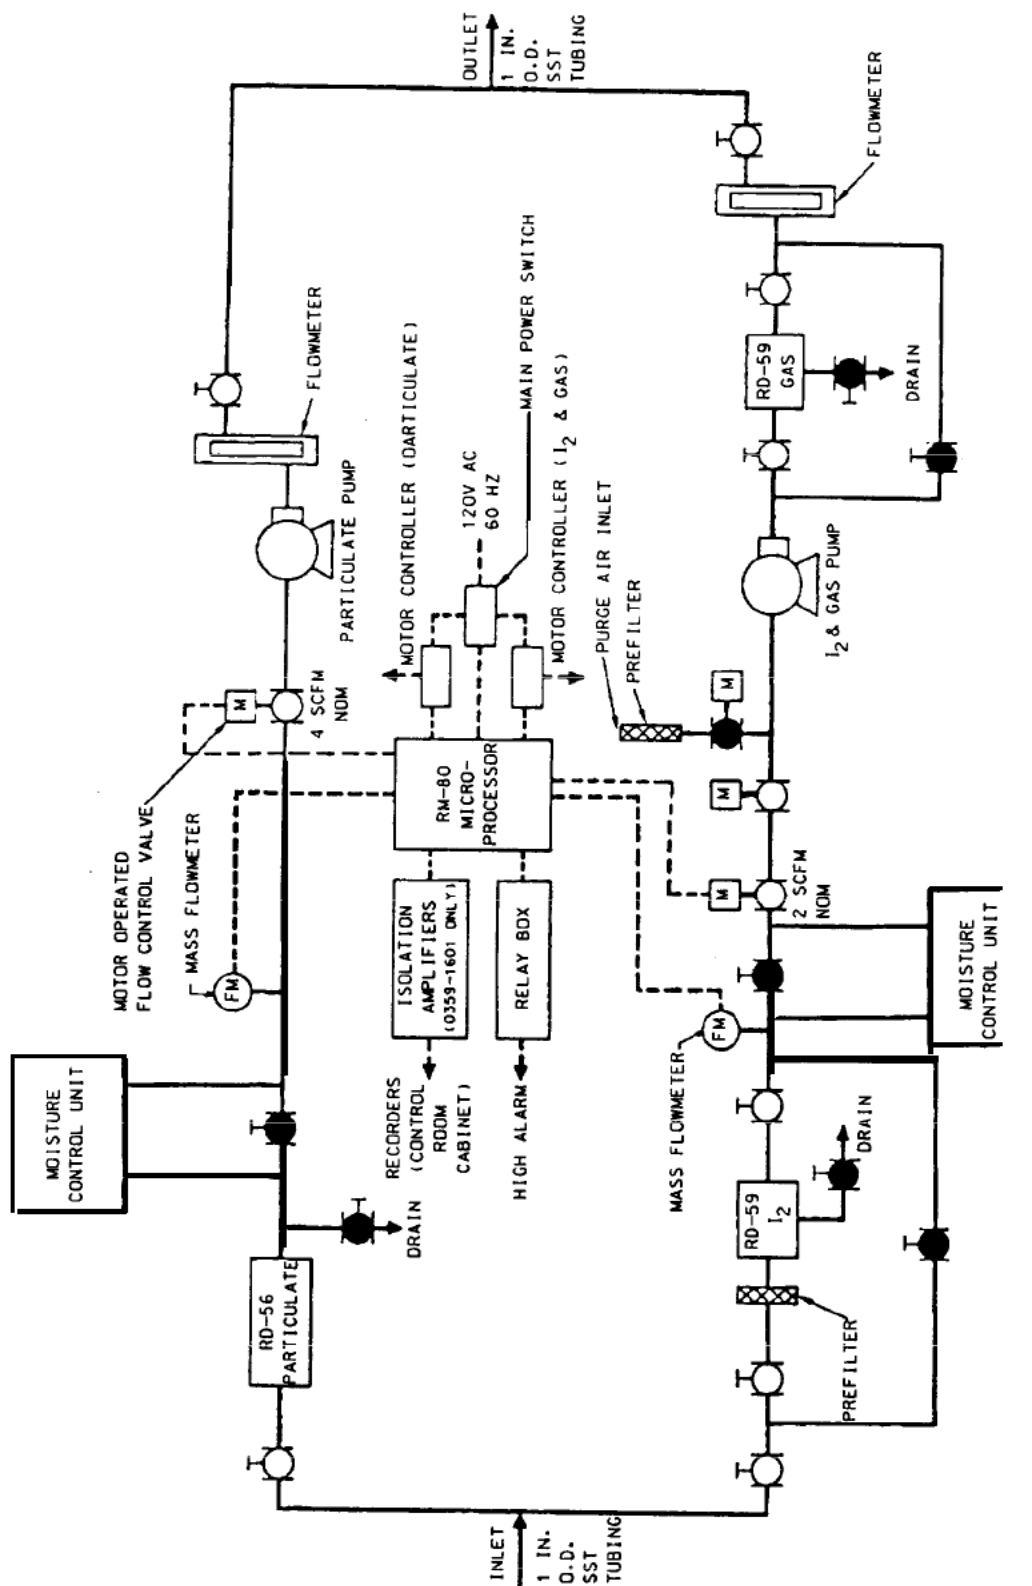 OUTLET
1 IN.
O.D.
SST
TUBING
FLOWMETER
FLOWMETER
MAIN POWER SWITCH
MOTOR CONTROLLER (DARTICULATE)
120V AC
60 HZ
MOTOR CONTROLLER (I2 & GAS)
RD-59
GAS
DRAIN
PARTICULATE PUMP
PURGE AIR INLET
PREFILTER
I2 & GAS PUMP
M
4 SCFM
NOM
MOTOR OPERATED
FLOW CONTROL VALVE
MASS FLOWMETER
FM
RM-80
MICRO-
PROCESSOR
M
M
M
2 SCFM
NOM
ISOLATION
AMPLIFIERS
(0359-1601 ONLY)
RELAY BOX
RECORDERS
(CONTROL
ROOM
CABINET)
HIGH ALARM
FM
MASS FLOWMETER
MOISTURE
CONTROL UNIT
MOISTURE
CONTROL UNIT
DRAIN
DRAIN
RD-56
PARTICULATE
RD-59
I2
PREFILTER
INLET
1 IN.
O.D.
SST
TUBING